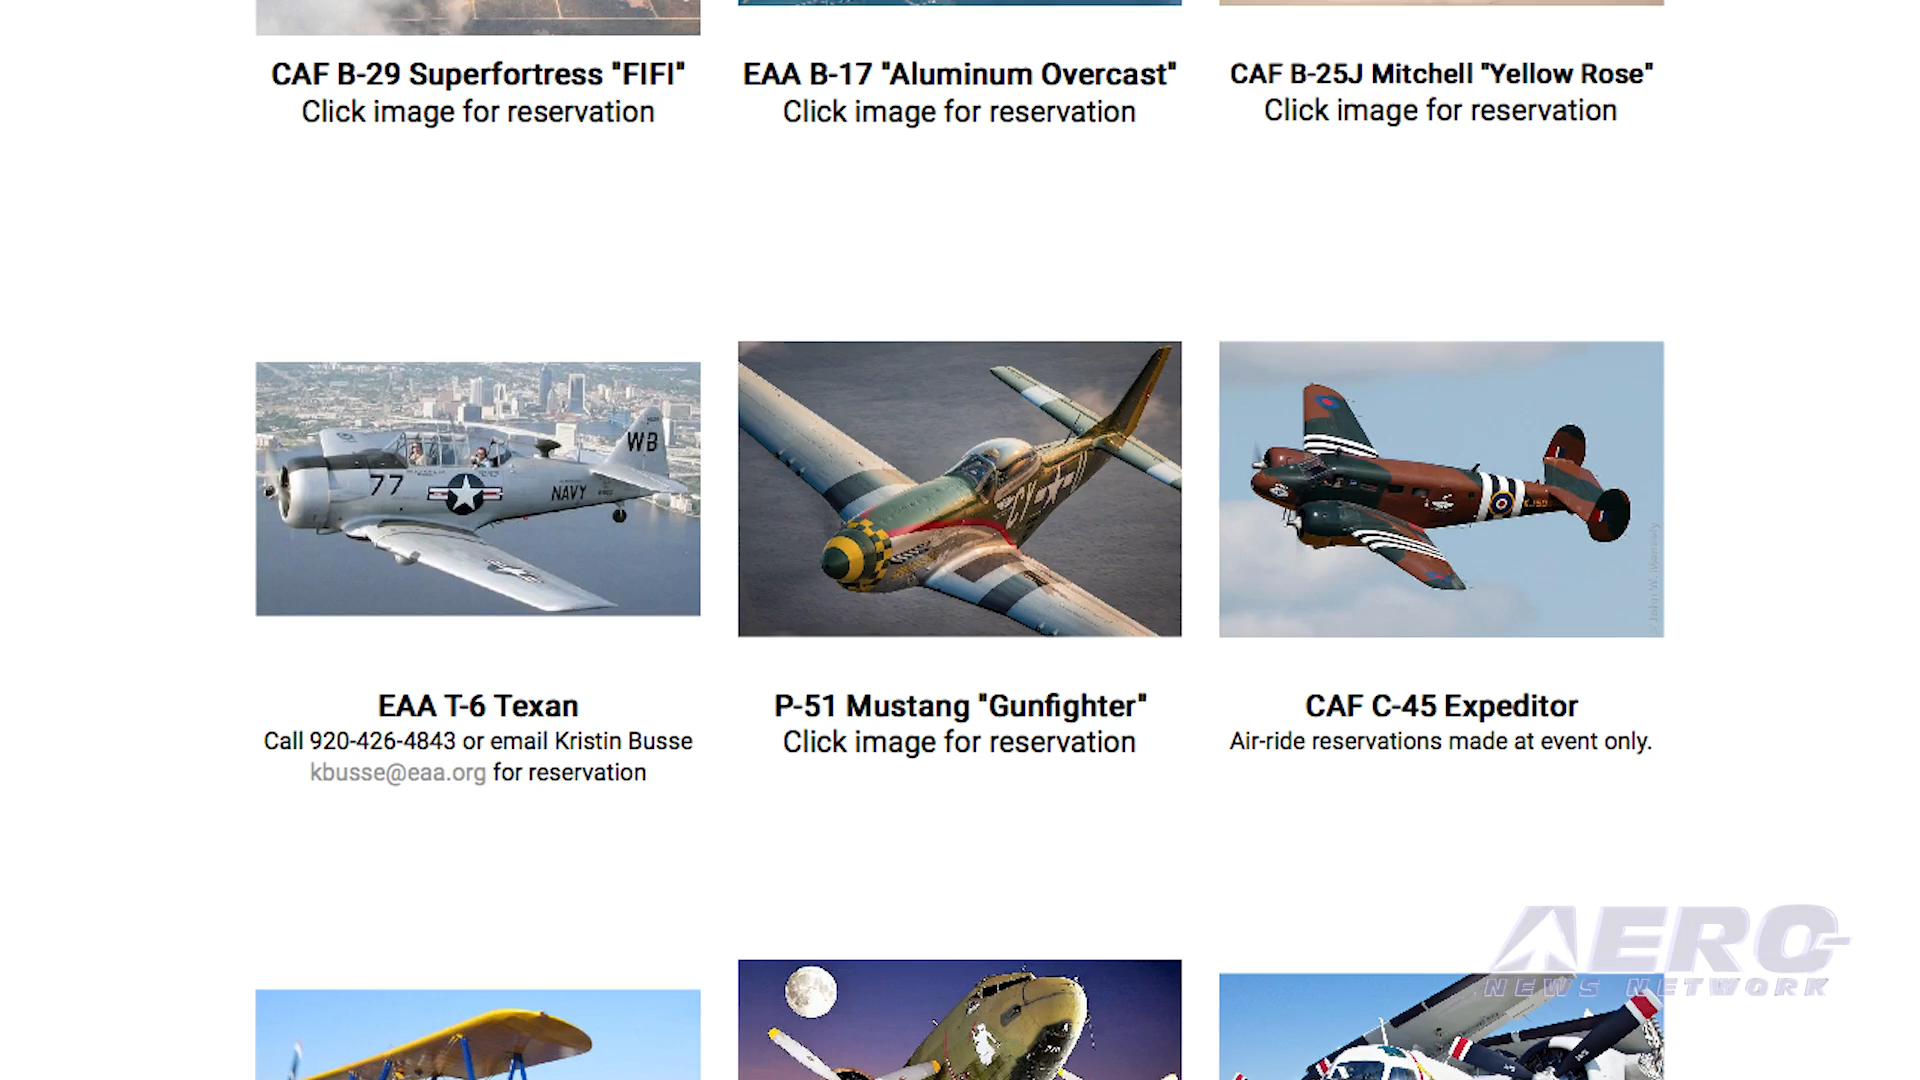 CAF B-29 Superfortress "FIFI"
Click image for reservation
EAA B-17 "Aluminum Overcast"
Click image for reservation
CAF B-25J Mitchell "Yellow Rose"
Click image for reservation
WB
77
NAVY
CY
© John W. Mennedy
EAA T-6 Texan
Call 920-426-4843 or email Kristin Busse
kbusse@eaa.org for reservation
P-51 Mustang "Gunfighter"
Click image for reservation
CAF C-45 Expeditor
Air-ride reservations made at event only.
AERO-
NEWS NETWORK